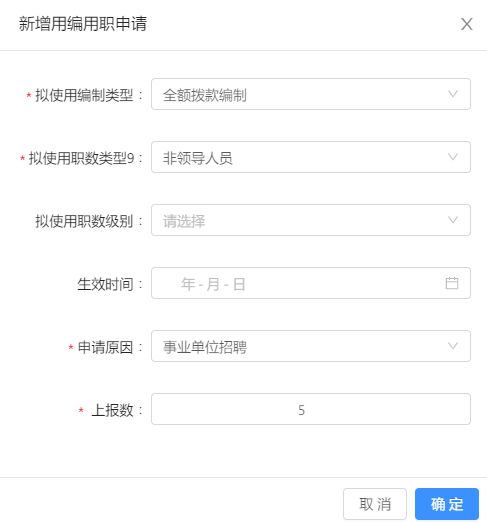 新增用编用职申请
* 拟使用编制类型 : 全额拨款编制
* 拟使用职数类型9 : 非领导人员
拟使用职数级别 : 请选择
生效时间 : 年 - 月 - 日
* 申请原因 : 事业单位招聘
* 上报数 : 5
取 消 确 定